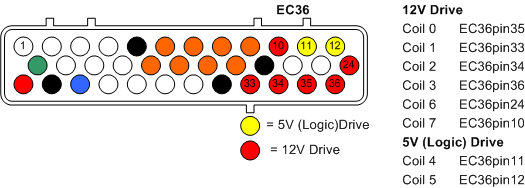 EC36
1
10
11
12
24
33
34
35
36
= 5V (Logic)Drive
= 12V Drive
12V Drive
Coil 0 EC36pin35
Coil 1 EC36pin33
Coil 2 EC36pin34
Coil 3 EC36pin36
Coil 6 EC36pin24
Coil 7 EC36pin10
5V (Logic) Drive
Coil 4 EC36pin11
Coil 5 EC36pin12